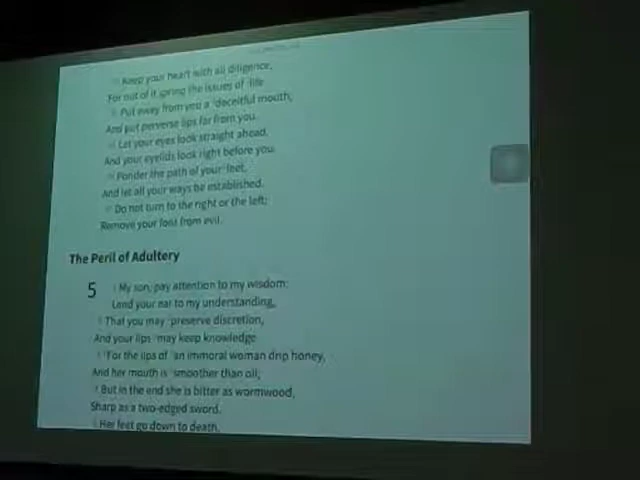 Keep your heart with all diligence,
For out of it spring the issues of life.
Put away from you a deceitful mouth,
And put perverse lips far from you.
Let your eyes look straight ahead,
And your eyelids look right before you.
Ponder the path of your feet,
And let all your ways be established.
Do not turn to the right or the left;
Remove your foot from evil.
The Peril of Adultery
5 My son, pay attention to my wisdom;
Lend your ear to my understanding,
That you may preserve discretion,
And your lips may keep knowledge.
For the lips of an immoral woman drip honey,
And her mouth is smoother than oil;
But in the end she is bitter as wormwood,
Sharp as a two-edged sword.
Her feet go down to death,